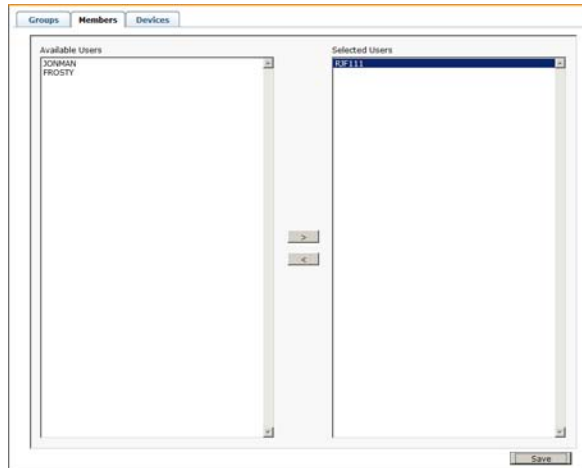 Groups Members Devices
Available Users Selected Users
JONMAN RJF111
FROSTY
>
<
Save